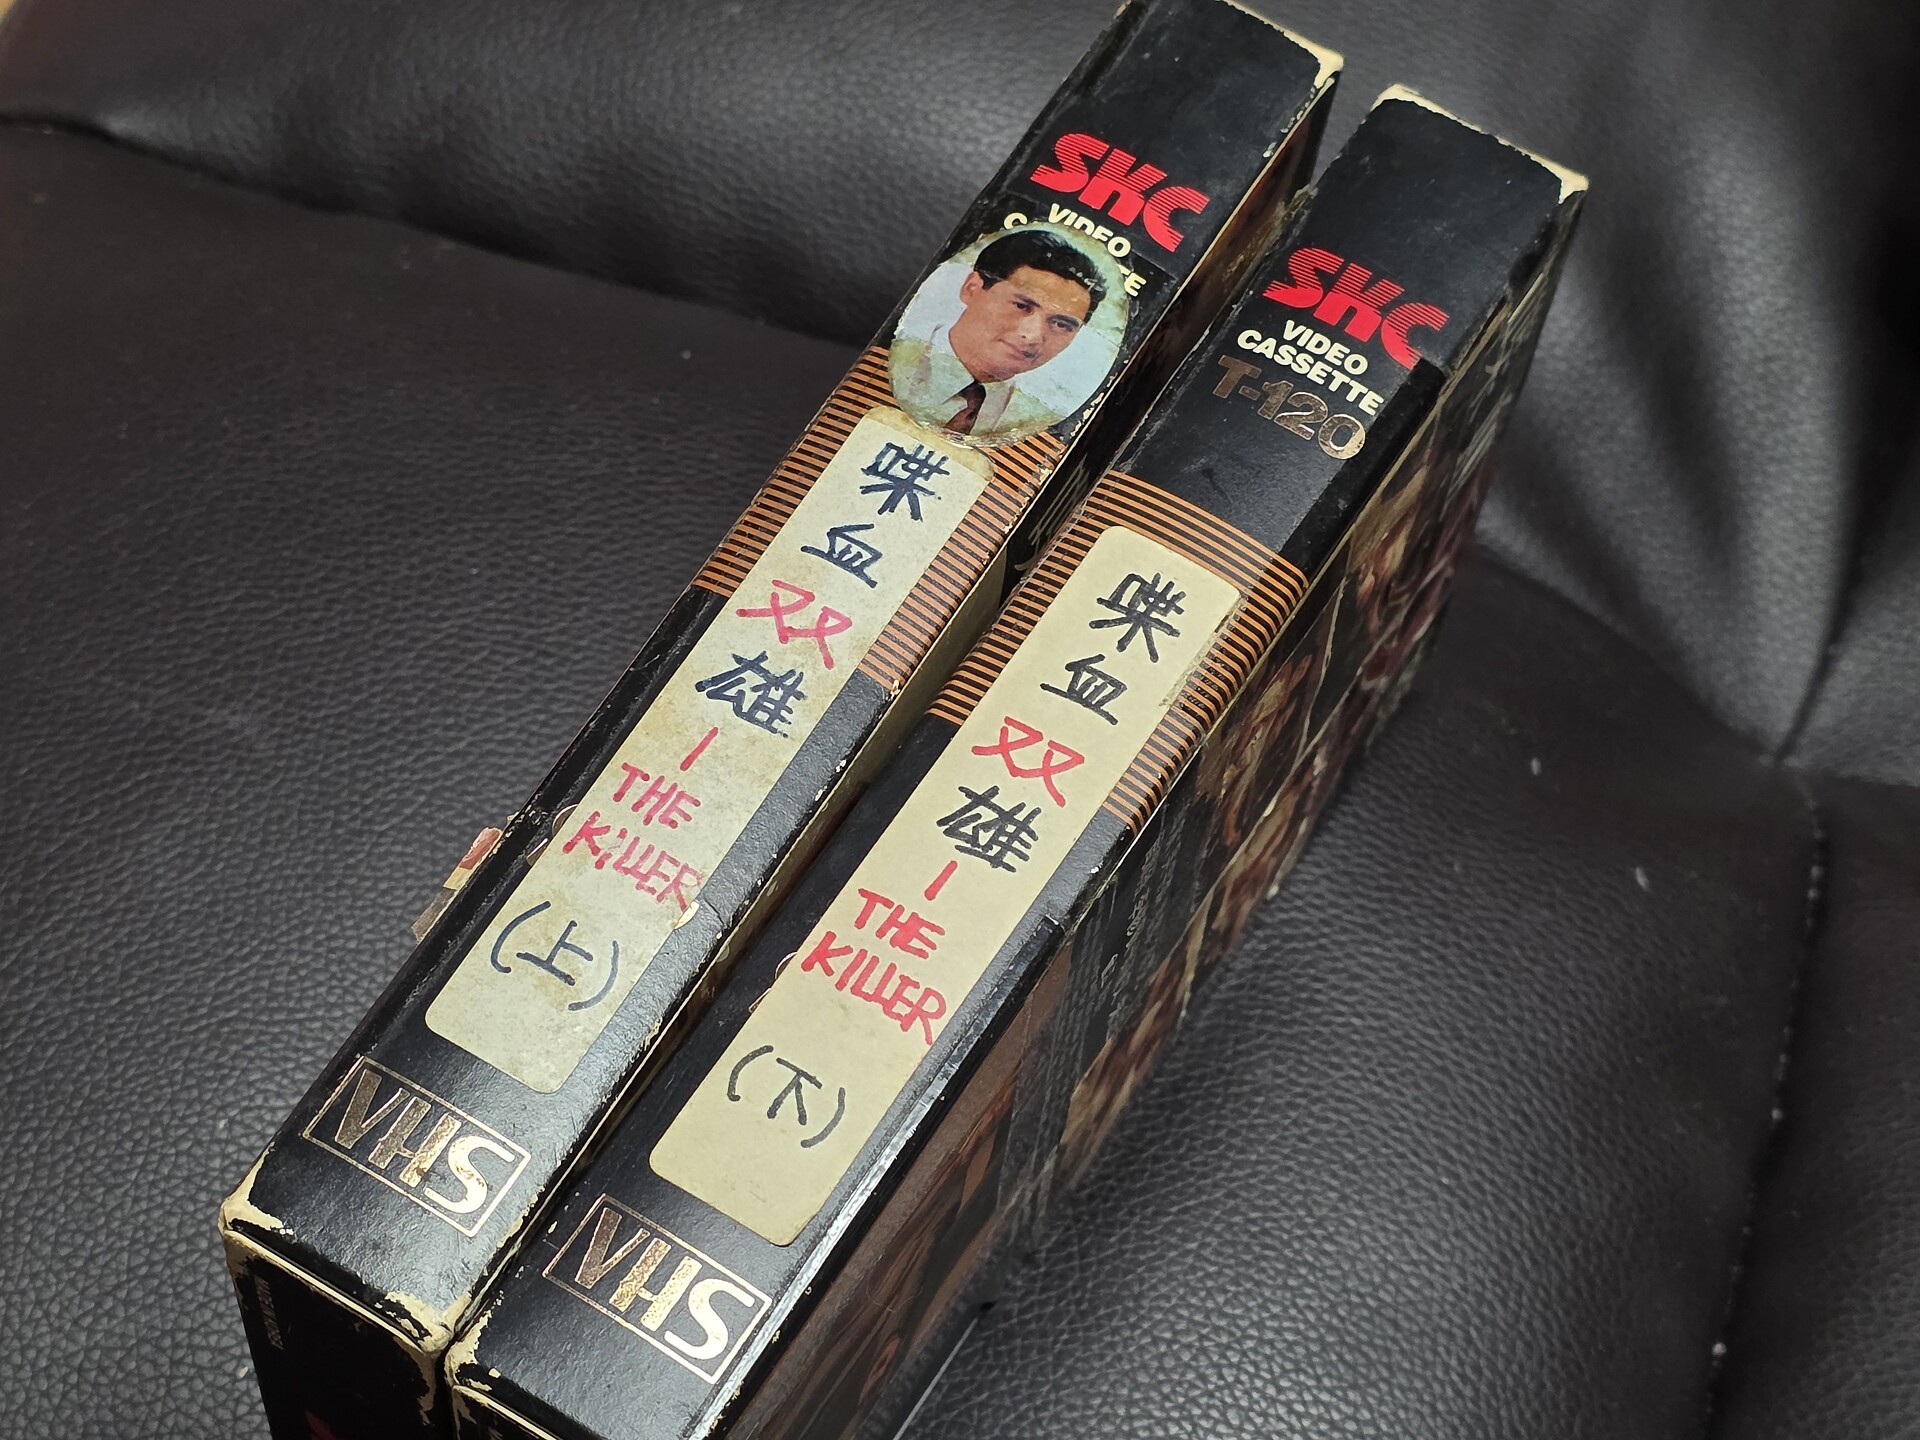 SKC
VIDEO
喋
血
双
雄
I
THE
KiLLER
(上)
VHS
SKC
VIDEO
CASSETTE
T-120
喋
血
双
雄
I
THE
KILLER
(下)
VHS